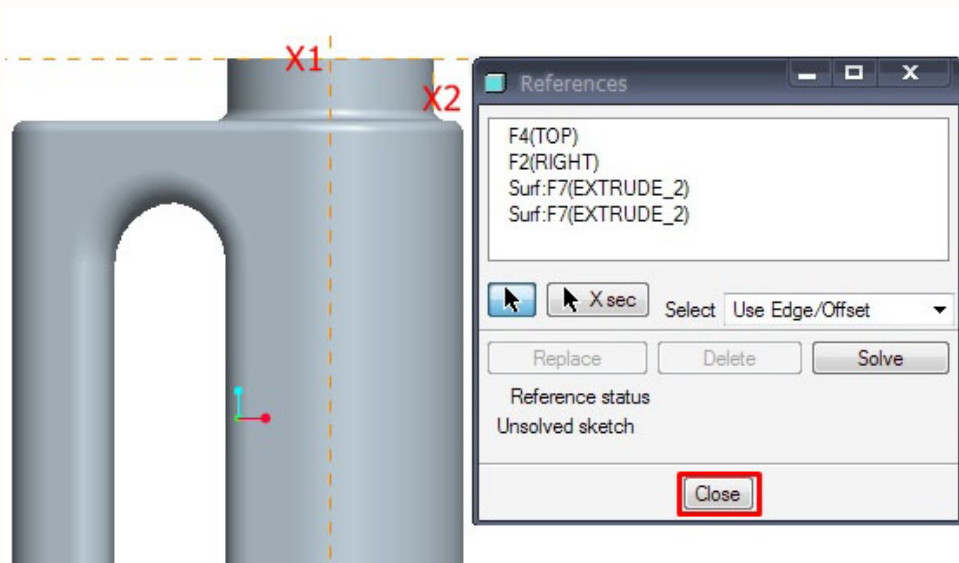 X1
X2
References
F4(TOP)
F2(RIGHT)
Surf:F7(EXTRUDE_2)
Surf:F7(EXTRUDE_2)
X sec
Select Use Edge/Offset
Replace Delete Solve
Reference status
Unsolved sketch
Close